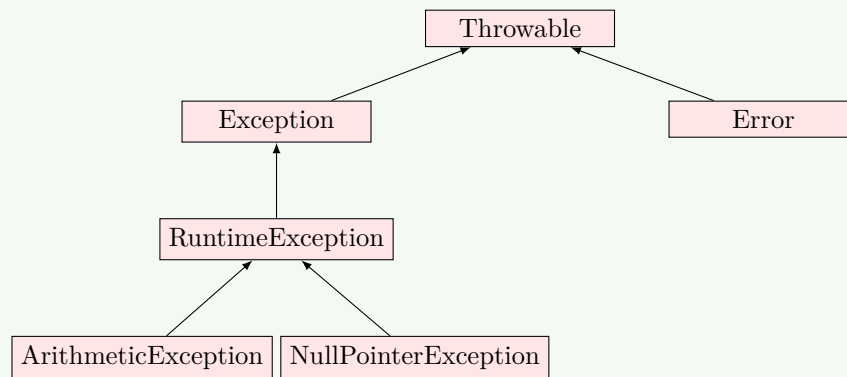 Throwable
Exception
Error
RuntimeException
ArithmeticException
NullPointerException